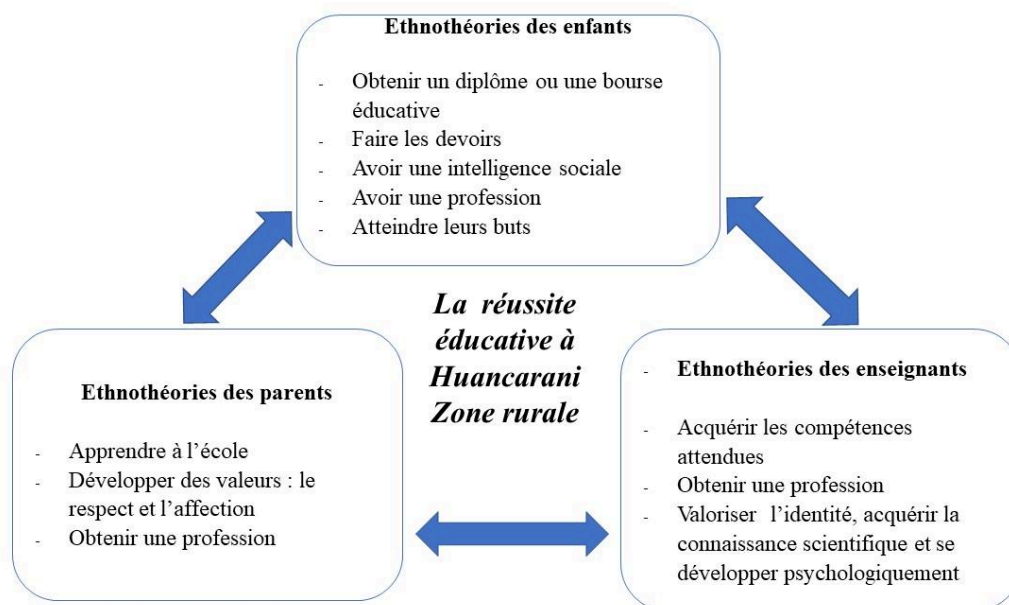 Ethnothéories des enfants
- Obtenir un diplôme ou une bourse
éducative
- Faire les devoirs
- Avoir une intelligence sociale
- Avoir une profession
- Atteindre leurs buts
La réussite
éducative à
Huancarani
Zone rurale
Ethnothéories des parents
- Apprendre à l’école
- Développer des valeurs : le
respect et l’affection
- Obtenir une profession
- Ethnothéories des enseignants
- Acquérir les compétences
attendues
- Obtenir une profession
- Valoriser l’identité, acquérir la
connaissance scientifique et se
développer psychologiquement